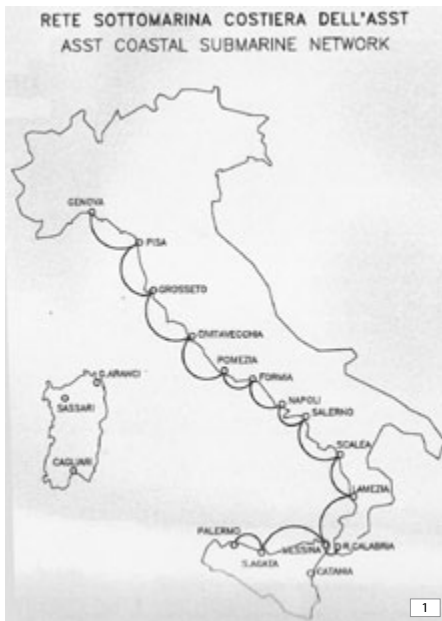 RETE SOTTOMARINA COSTIERA DELL'ASST
ASST COASTAL SUBMARINE NETWORK
GENOVA
PISA
GROSSETO
CIVITAVECCHIA
POMEZIA
FORMIA
NAPOLI
SALERNO
SCALEA
LAMEZIA
ARANCI
SASSARI
CAGLIARI
PALERMO
S.AGATA
MESSINA
R.CALABRIA
CATANIA
1